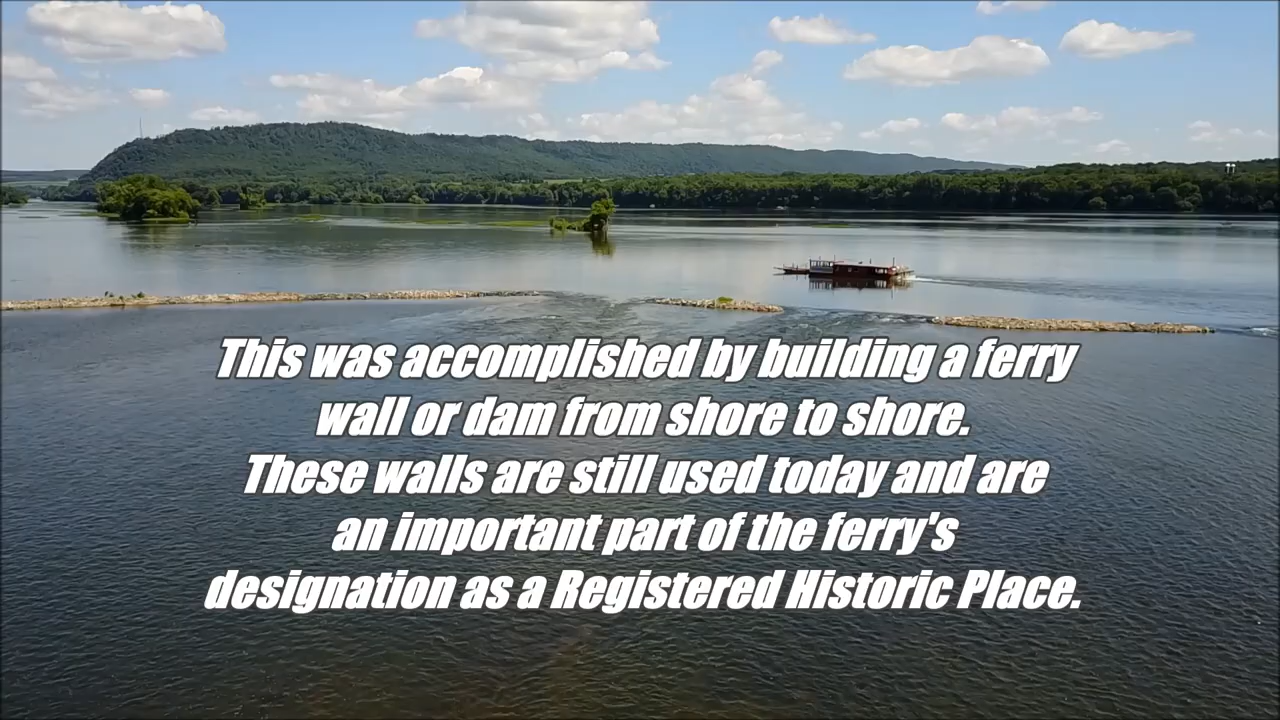 This was accomplished by building a ferry
wall or dam from shore to shore.
These walls are still used today and are
an important part of the ferry's
designation as a Registered Historic Place.